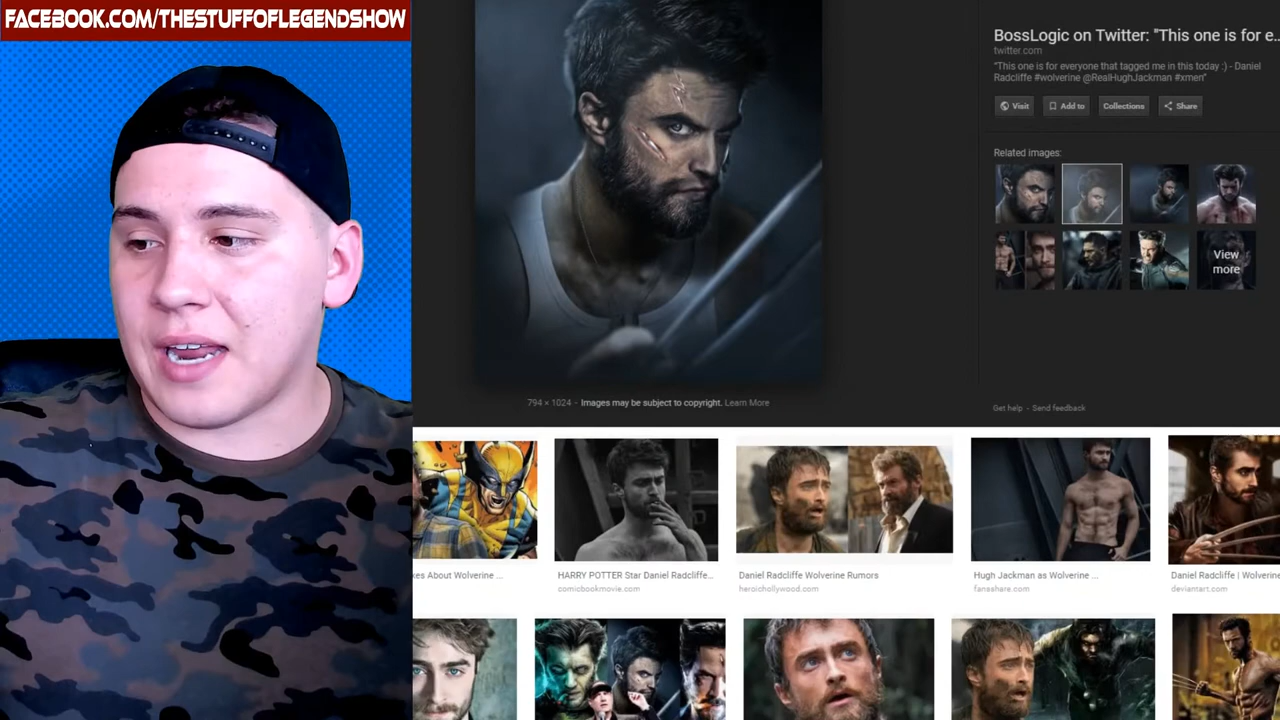 FACEBOOK.COM/THESTUFFOFLEGENDSHOW
BossLogic on Twitter: "This one is for e...
twitter.com
"This one is for everyone that tagged me in this today :) - Daniel
Radcliffe #wolverine @RealHughJackman #xmen"
Visit
Add to
Collections
Share
Related images:
View
more
794 × 1024 - Images may be subject to copyright. Learn More
Get help - Send feedback
kes About Wolverine ...
HARRY POTTER Star Daniel Radcliffe...
comicbookmovie.com
Daniel Radcliffe Wolverine Rumors
heroichollywood.com
Hugh Jackman as Wolverine ...
fansshare.com
Daniel Radcliffe | Wolverine
deviantart.com